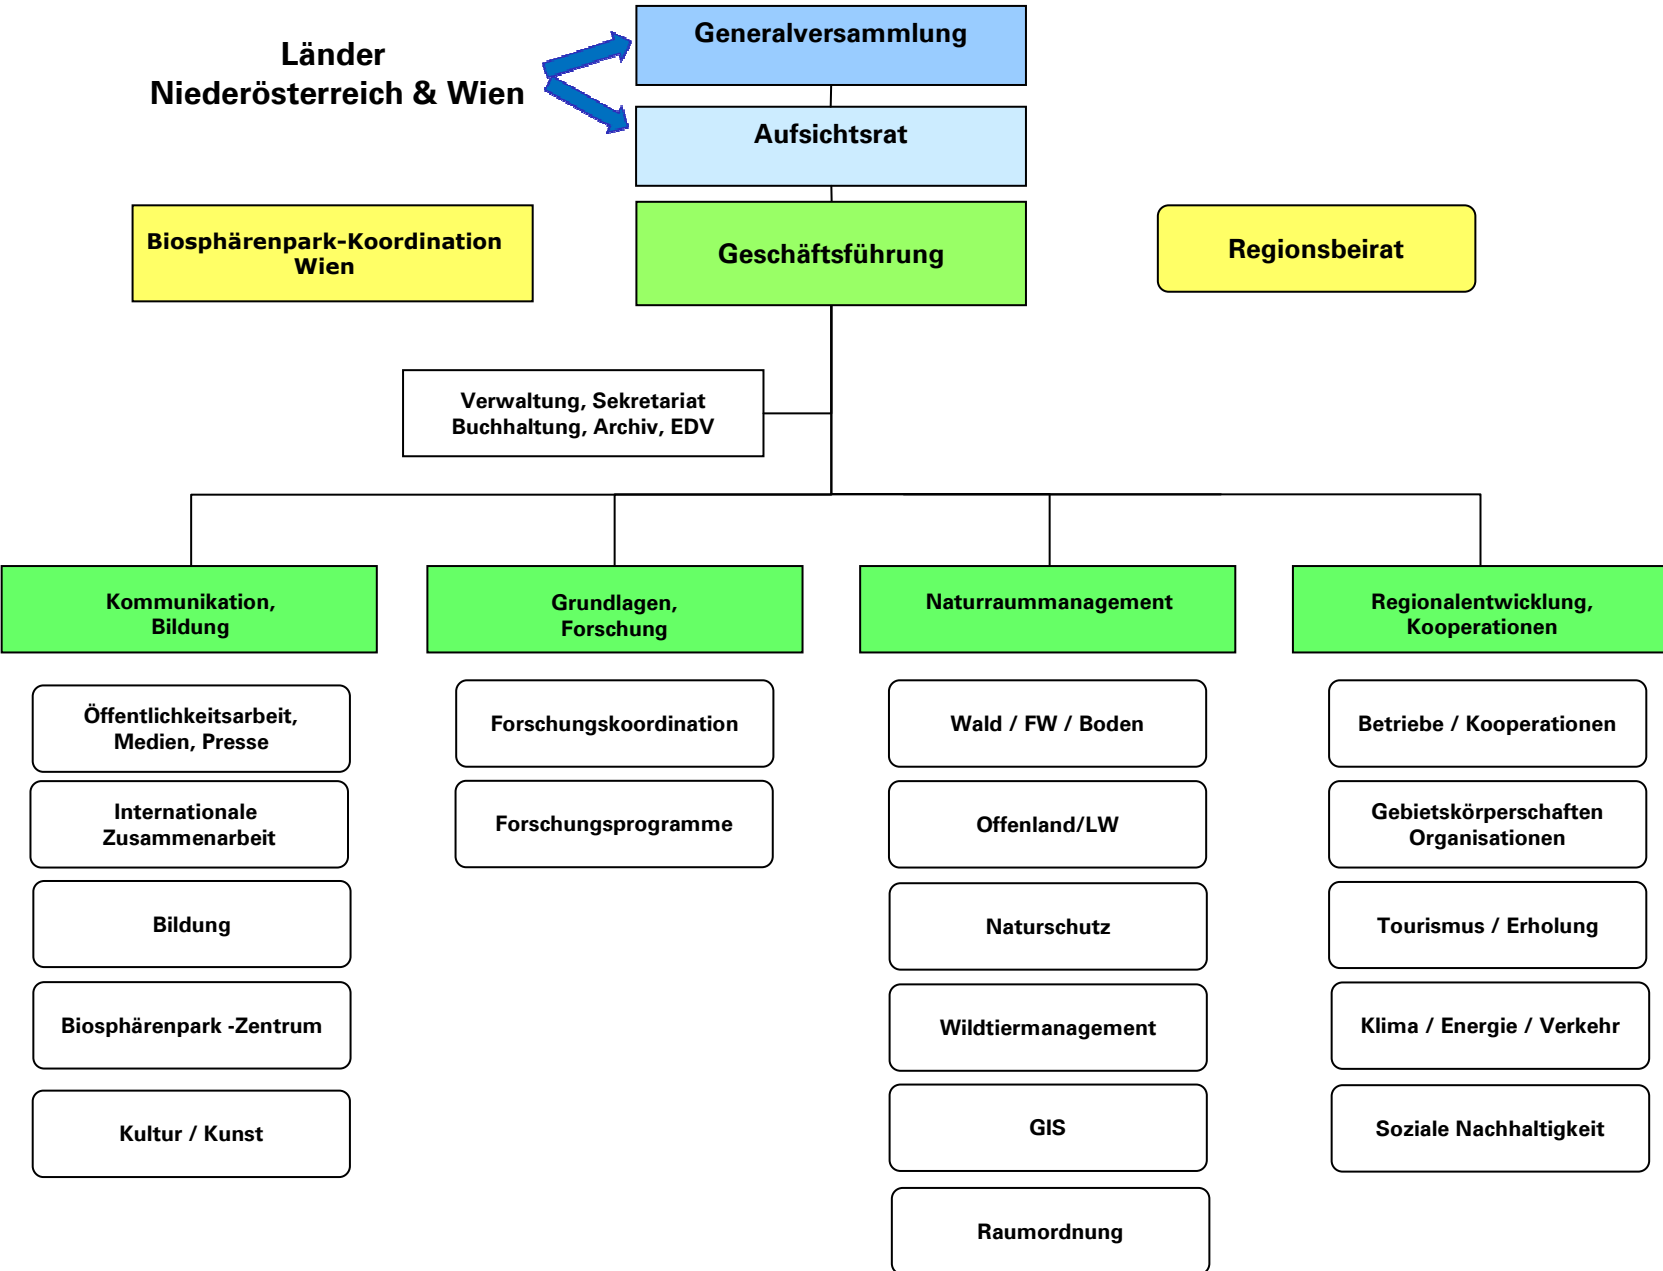 Länder
Niederösterreich & Wien
Generalversammlung
Aufsichtsrat
Biosphärenpark-Koordination
Wien
Geschäftsführung
Regionsbeirat
Verwaltung, Sekretariat
Buchhaltung, Archiv, EDV
Kommunikation,
Bildung
Öffentlichkeitsarbeit,
Medien, Presse
Internationale
Zusammenarbeit
Bildung
Biosphärenpark -Zentrum
Kultur / Kunst
Grundlagen,
Forschung
Forschungskoordination
Forschungsprogramme
Naturraummanagement
Wald / FW / Boden
Offenland/LW
Naturschutz
Wildtiermanagement
GIS
Raumordnung
Regionalentwicklung,
Kooperationen
Betriebe / Kooperationen
Gebietskörperschaften
Organisationen
Tourismus / Erholung
Klima / Energie / Verkehr
Soziale Nachhaltigkeit